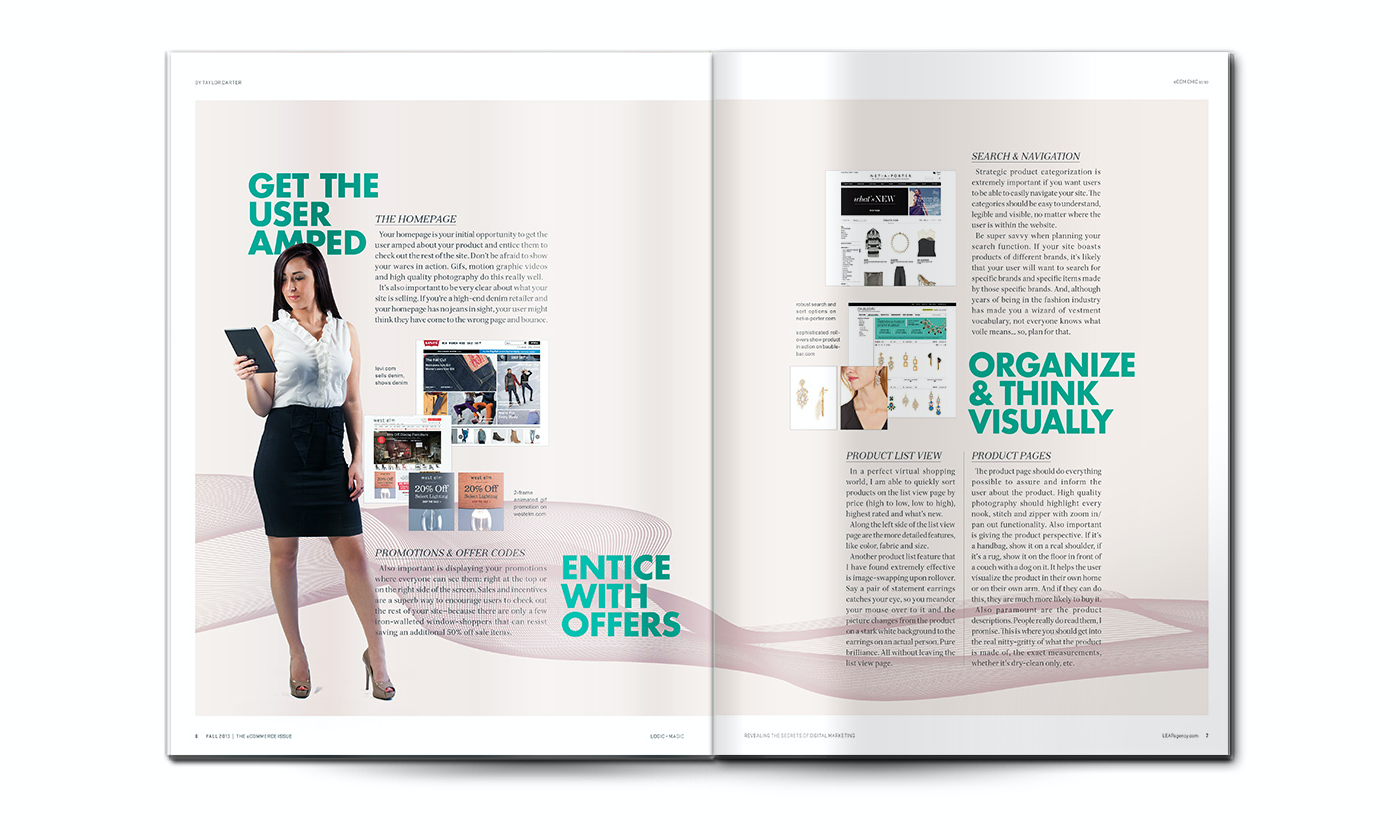 BY TAYLOR CARTER
GET THE
USER
AMPED
THE HOMEPAGE
Your homepage is your initial opportunity to get the
user amped about your product and entice them to
check out the rest of the site. Don't be afraid to show
your wares in action. Gifs, motion graphic videos
and high quality photography do this really well.
It's also important to be very clear about what your
site is selling. If you're a high-end denim retailer and
your homepage has no jeans in sight, your user might
think they have come to the wrong page and bounce.
levi.com
sells denim,
shows denim
LEVI'S
west elm
west elm
20% Off
Select Lighting
west elm
20% Off
Select Lighting
2-frame
animated gif
promotion on
westelm.com
PROMOTIONS & OFFER CODES
Also important is displaying your promotions
where everyone can see them: right at the top or
on the right side of the screen. Sales and incentives
are a superb way to encourage users to check out
the rest of your site–because there are only a few
iron-walleted window-shoppers that can resist
saving an additional 50% off sale items.
ENTICE
WITH
OFFERS
6 FALL 2013 | THE eCOMMERCE ISSUE
LOGIC + MAGIC
eCOM CHIC
NET-A-PORTER
what's NEW
robust search and
sort options on
net-a-porter.com
sophisticated roll-
overs show product
in action on bauble-
bar.com
SEARCH & NAVIGATION
Strategic product categorization is
extremely important if you want users
to be able to easily navigate your site. The
categories should be easy to understand,
legible and visible, no matter where the
user is within the website.
Be super savvy when planning your
search function. If your site boasts
products of different brands, it's likely
that your user will want to search for
specific brands and specific items made
by those specific brands. And, although
years of being in the fashion industry
has made you a wizard of vestment
vocabulary, not everyone knows what
voile means... so, plan for that.
ORGANIZE
& THINK
VISUALLY
PRODUCT LIST VIEW
In a perfect virtual shopping
world, I am able to quickly sort
products on the list view page by
price (high to low, low to high),
highest rated and what's new.
Along the left side of the list view
page are the more detailed features,
like color, fabric and size.
Another product list feature that
I have found extremely effective
is image-swapping upon rollover.
Say a pair of statement earrings
catches your eye, so you meander
your mouse over to it and the
picture changes from the product
on a stark white background to the
earrings on an actual person. Pure
brilliance. All without leaving the
list view page.
PRODUCT PAGES
The product page should do everything
possible to assure and inform the
user about the product. High quality
photography should highlight every
nook, stitch and zipper with zoom in/
pan out functionality. Also important
is giving the product perspective. If it's
a handbag, show it on a real shoulder, if
it's a rug, show it on the floor in front of
a couch with a dog on it. It helps the user
visualize the product in their own home
or on their own arm. And if they can do
this, they are much more likely to buy it.
Also paramount are the product
descriptions. People really do read them, I
promise. This is where you should get into
the real nitty-gritty of what the product
is made of, the exact measurements,
whether it's dry-clean only, etc.
REVEALING THE SECRETS OF DIGITAL MARKETING
LEAPagency.com 7